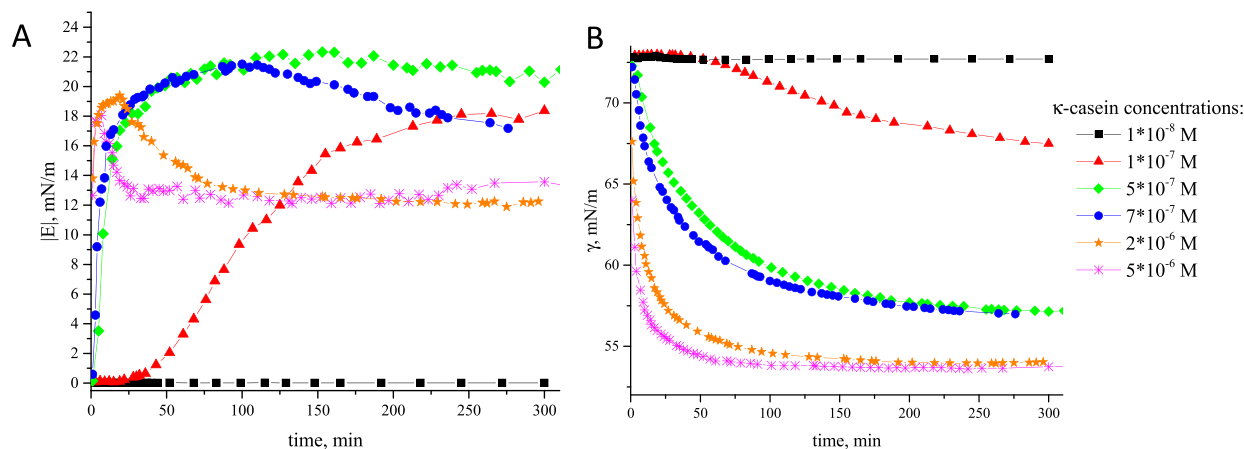 A
24
22
20
18
16
14
12
10
8
6
4
2
0
|E|, mN/m
0
50
100
150
200
250
300
time, min
B
70
65
60
55
γ, mN/m
0
50
100
150
200
250
300
time, min
κ-casein concentrations:
1*10⁻⁸ M
1*10⁻⁷ M
5*10⁻⁷ M
7*10⁻⁷ M
2*10⁻⁶ M
5*10⁻⁶ M